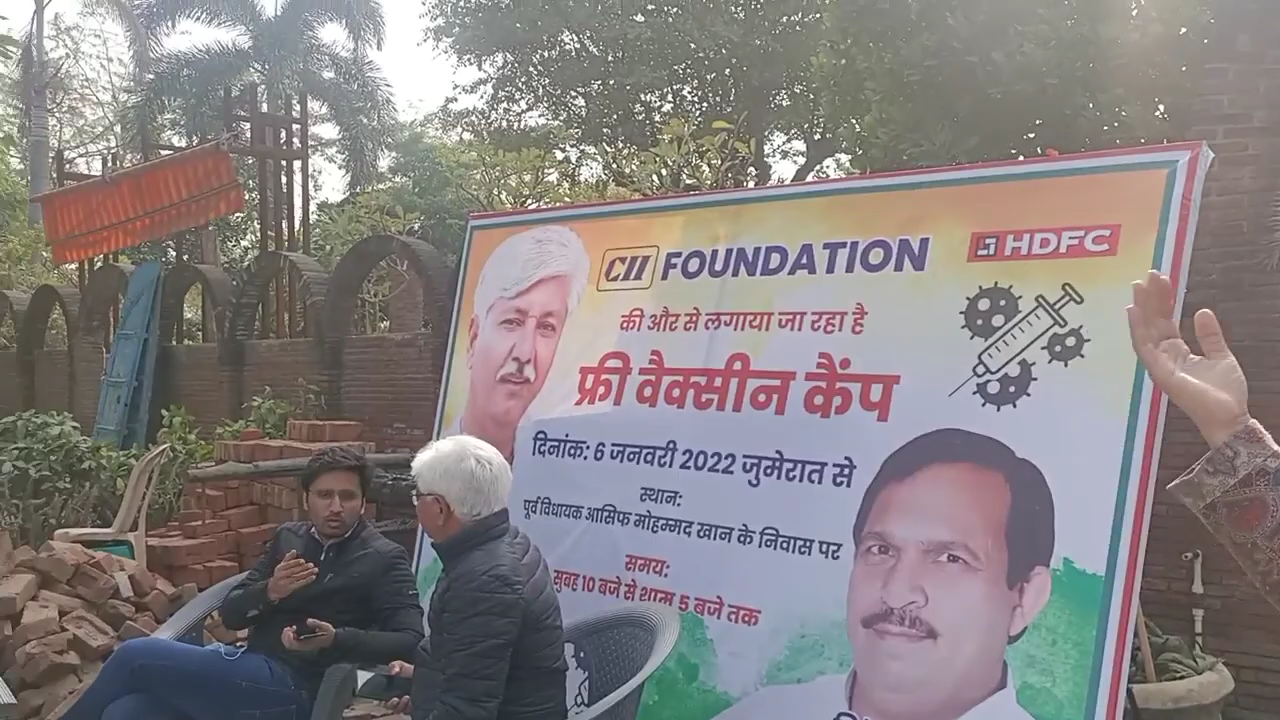 CII FOUNDATION
HDFC
की और से लगाया जा रहा है
फ्री वैक्सीन कैंप
दिनांक: 6 जनवरी 2022 जुमेरात से
स्थान:
पूर्व विधायक आसिफ मोहम्मद खान के निवास पर
समय:
सुबह 10 बजे से शाम 5 बजे तक